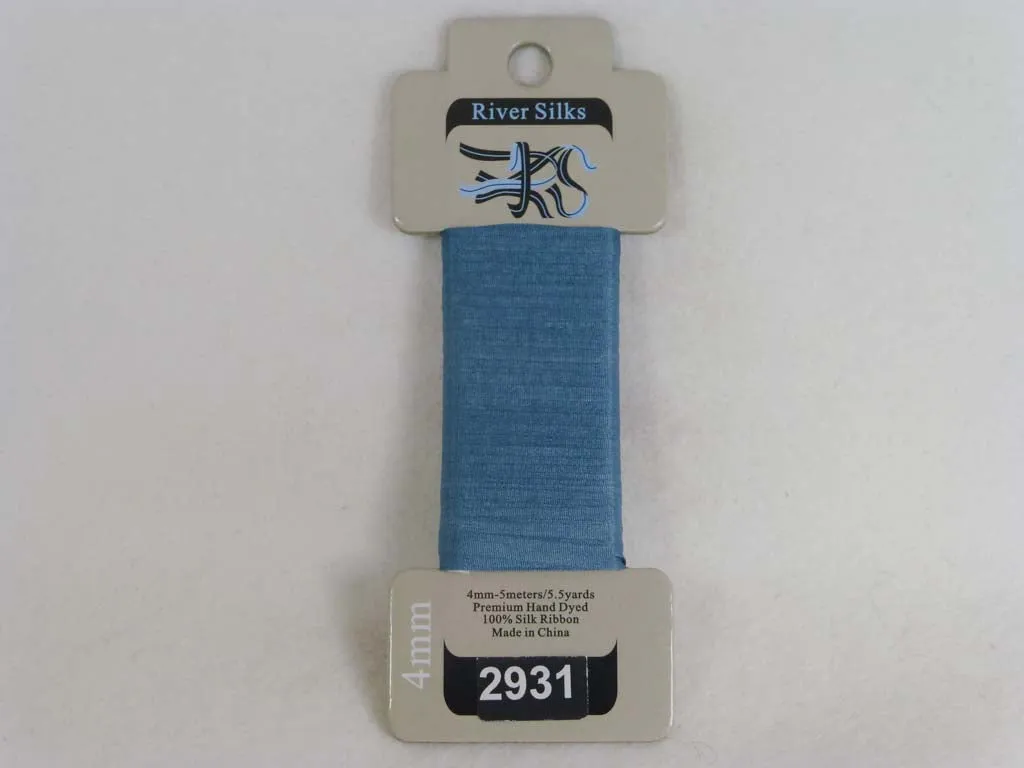 River Silks
4mm-5meters/5.5yards
Premium Hand Dyed
100% Silk Ribbon
Made in China
4mm
2931